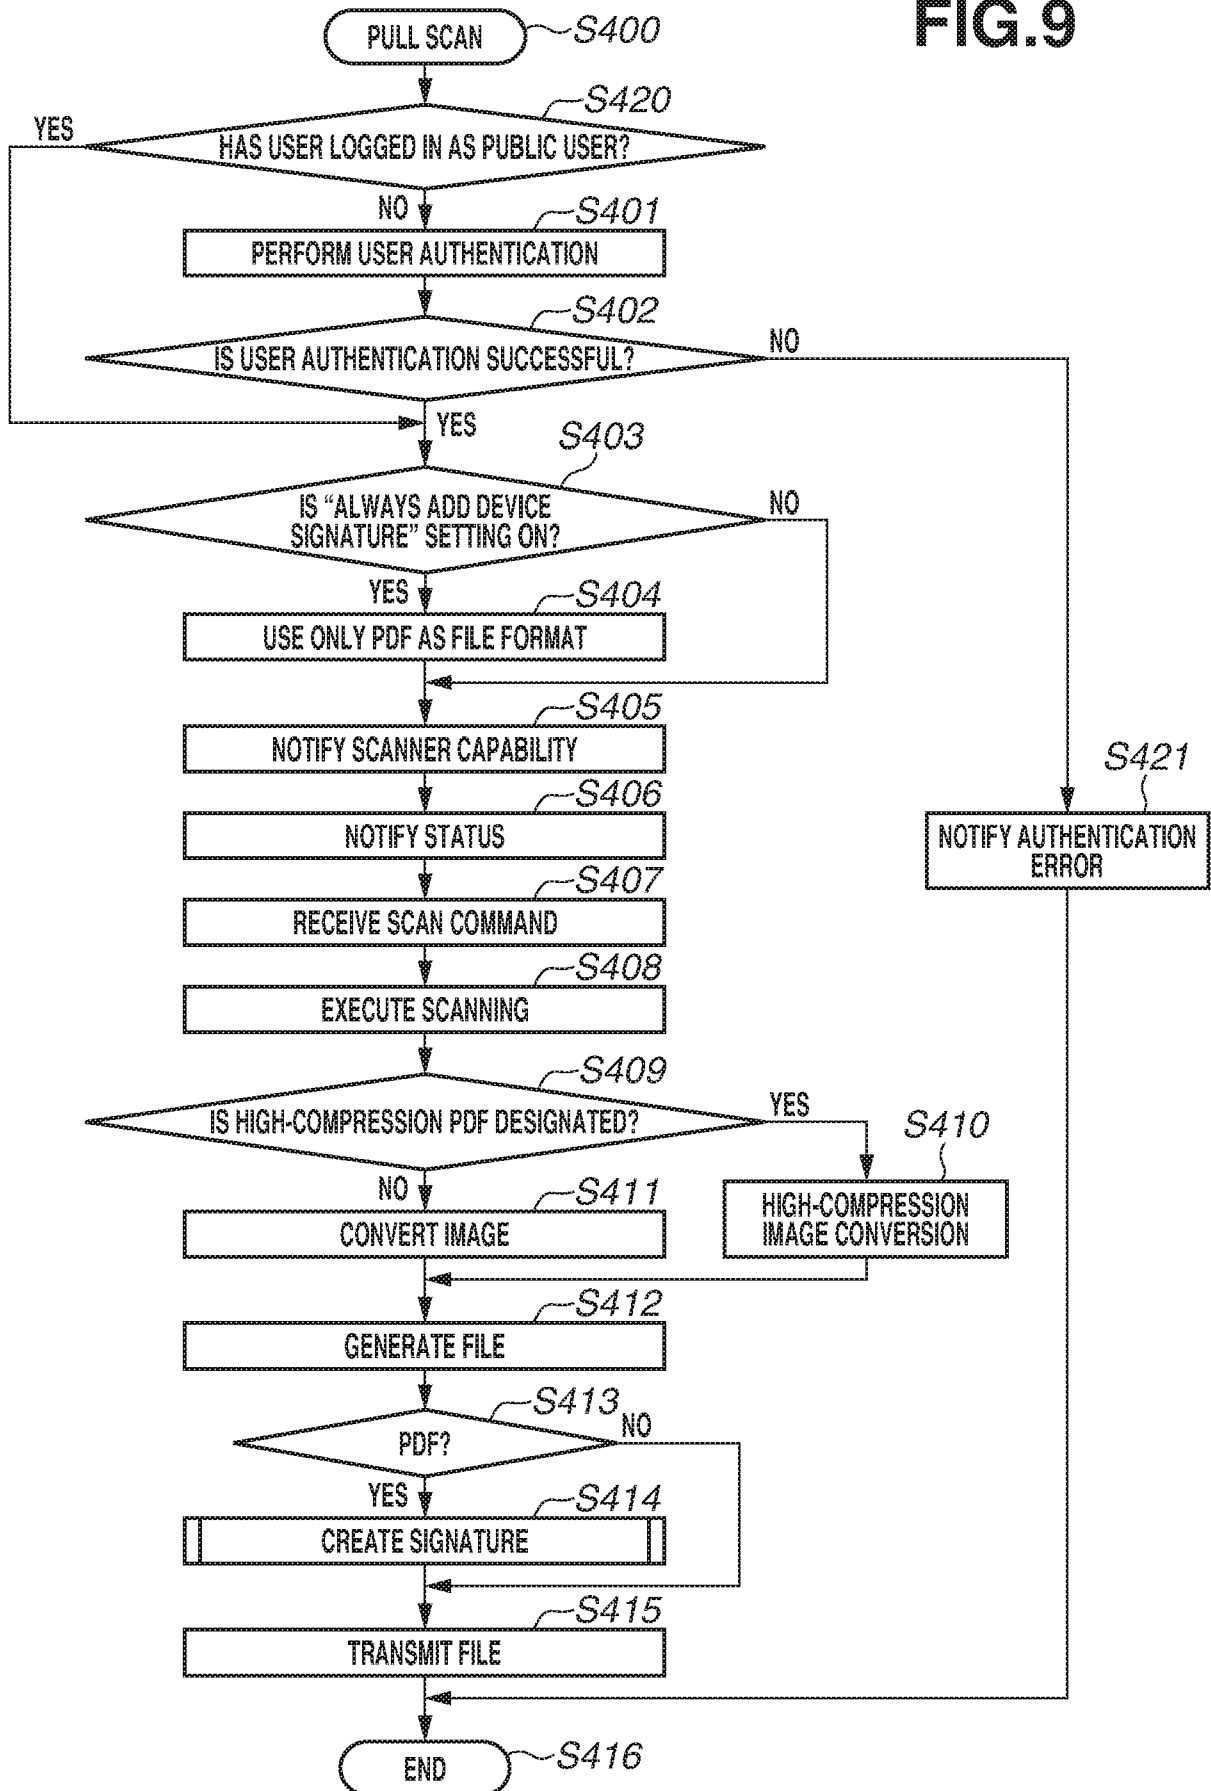 FIG.9
PULL SCAN
S400
S420
YES
HAS USER LOGGED IN AS PUBLIC USER?
NO
S401
PERFORM USER AUTHENTICATION
S402
IS USER AUTHENTICATION SUCCESSFUL?
NO
YES
S403
IS “ALWAYS ADD DEVICE
SIGNATURE” SETTING ON?
NO
YES
S404
USE ONLY PDF AS FILE FORMAT
S405
NOTIFY SCANNER CAPABILITY
S406
NOTIFY STATUS
S421
NOTIFY AUTHENTICATION
ERROR
S407
RECEIVE SCAN COMMAND
S408
EXECUTE SCANNING
S409
IS HIGH-COMPRESSION PDF DESIGNATED?
YES
S410
HIGH-COMPRESSION
IMAGE CONVERSION
NO
S411
CONVERT IMAGE
S412
GENERATE FILE
S413
PDF?
NO
YES
S414
CREATE SIGNATURE
S415
TRANSMIT FILE
END
S416